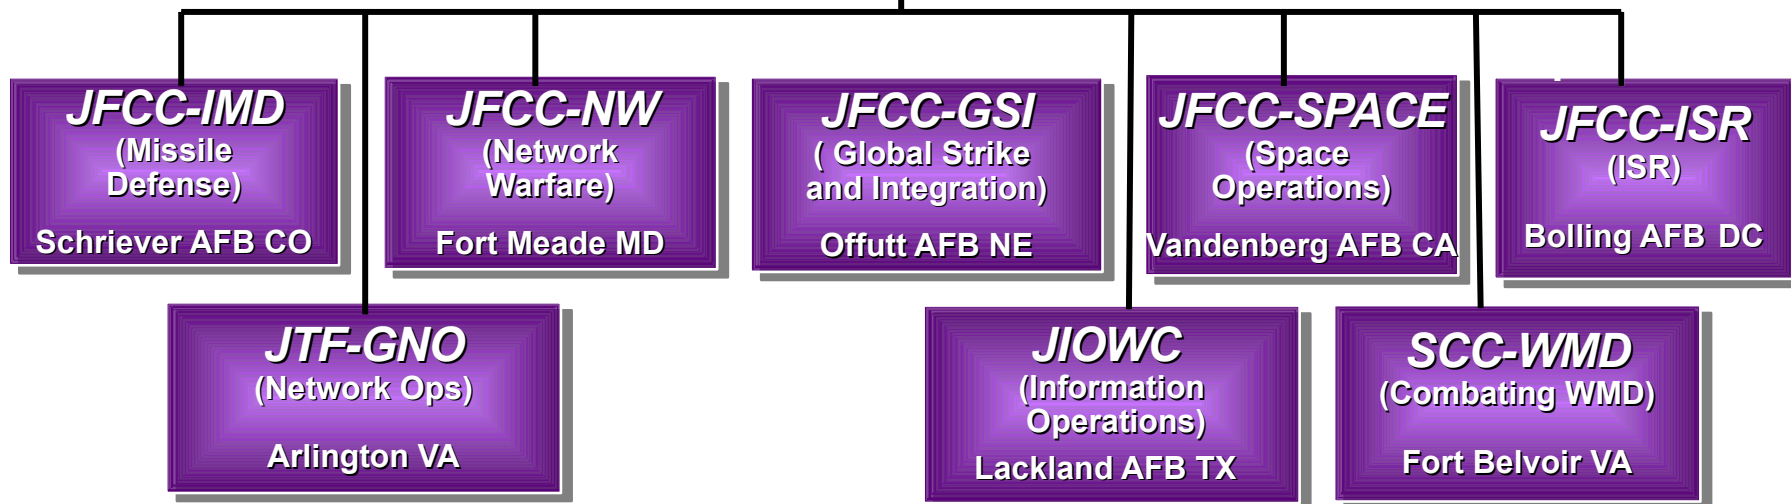 JFCC-IMD
(Missile
Defense)
Schriever AFB CO
JFCC-NW
(Network
Warfare)
Fort Meade MD
JFCC-GSI
( Global Strike
and Integration)
Offutt AFB NE
JFCC-SPACE
(Space
Operations)
Vandenberg AFB CA
JFCC-ISR
(ISR)
Bolling AFB DC
JTF-GNO
(Network Ops)
Arlington VA
JIOWC
(Information
Operations)
Lackland AFB TX
SCC-WMD
(Combating WMD)
Fort Belvoir VA